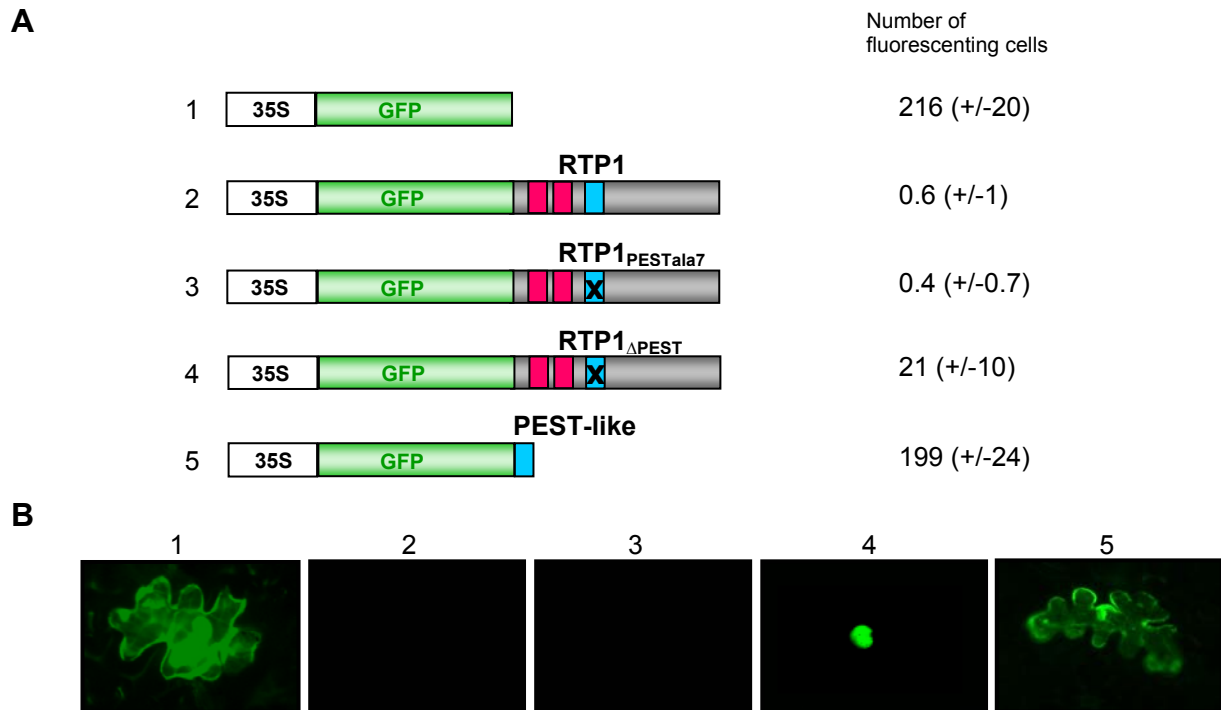 A
Number of
fluorescenting cells
1 35S GFP 216 (+/-20)
RTP1
2 35S GFP 0.6 (+/-1)
RTP1PESTala7
3 35S GFP X 0.4 (+/-0.7)
RTP1ΔPEST
4 35S GFP X 21 (+/-10)
PEST-like
5 35S GFP 199 (+/-24)
B
1 2 3 4 5